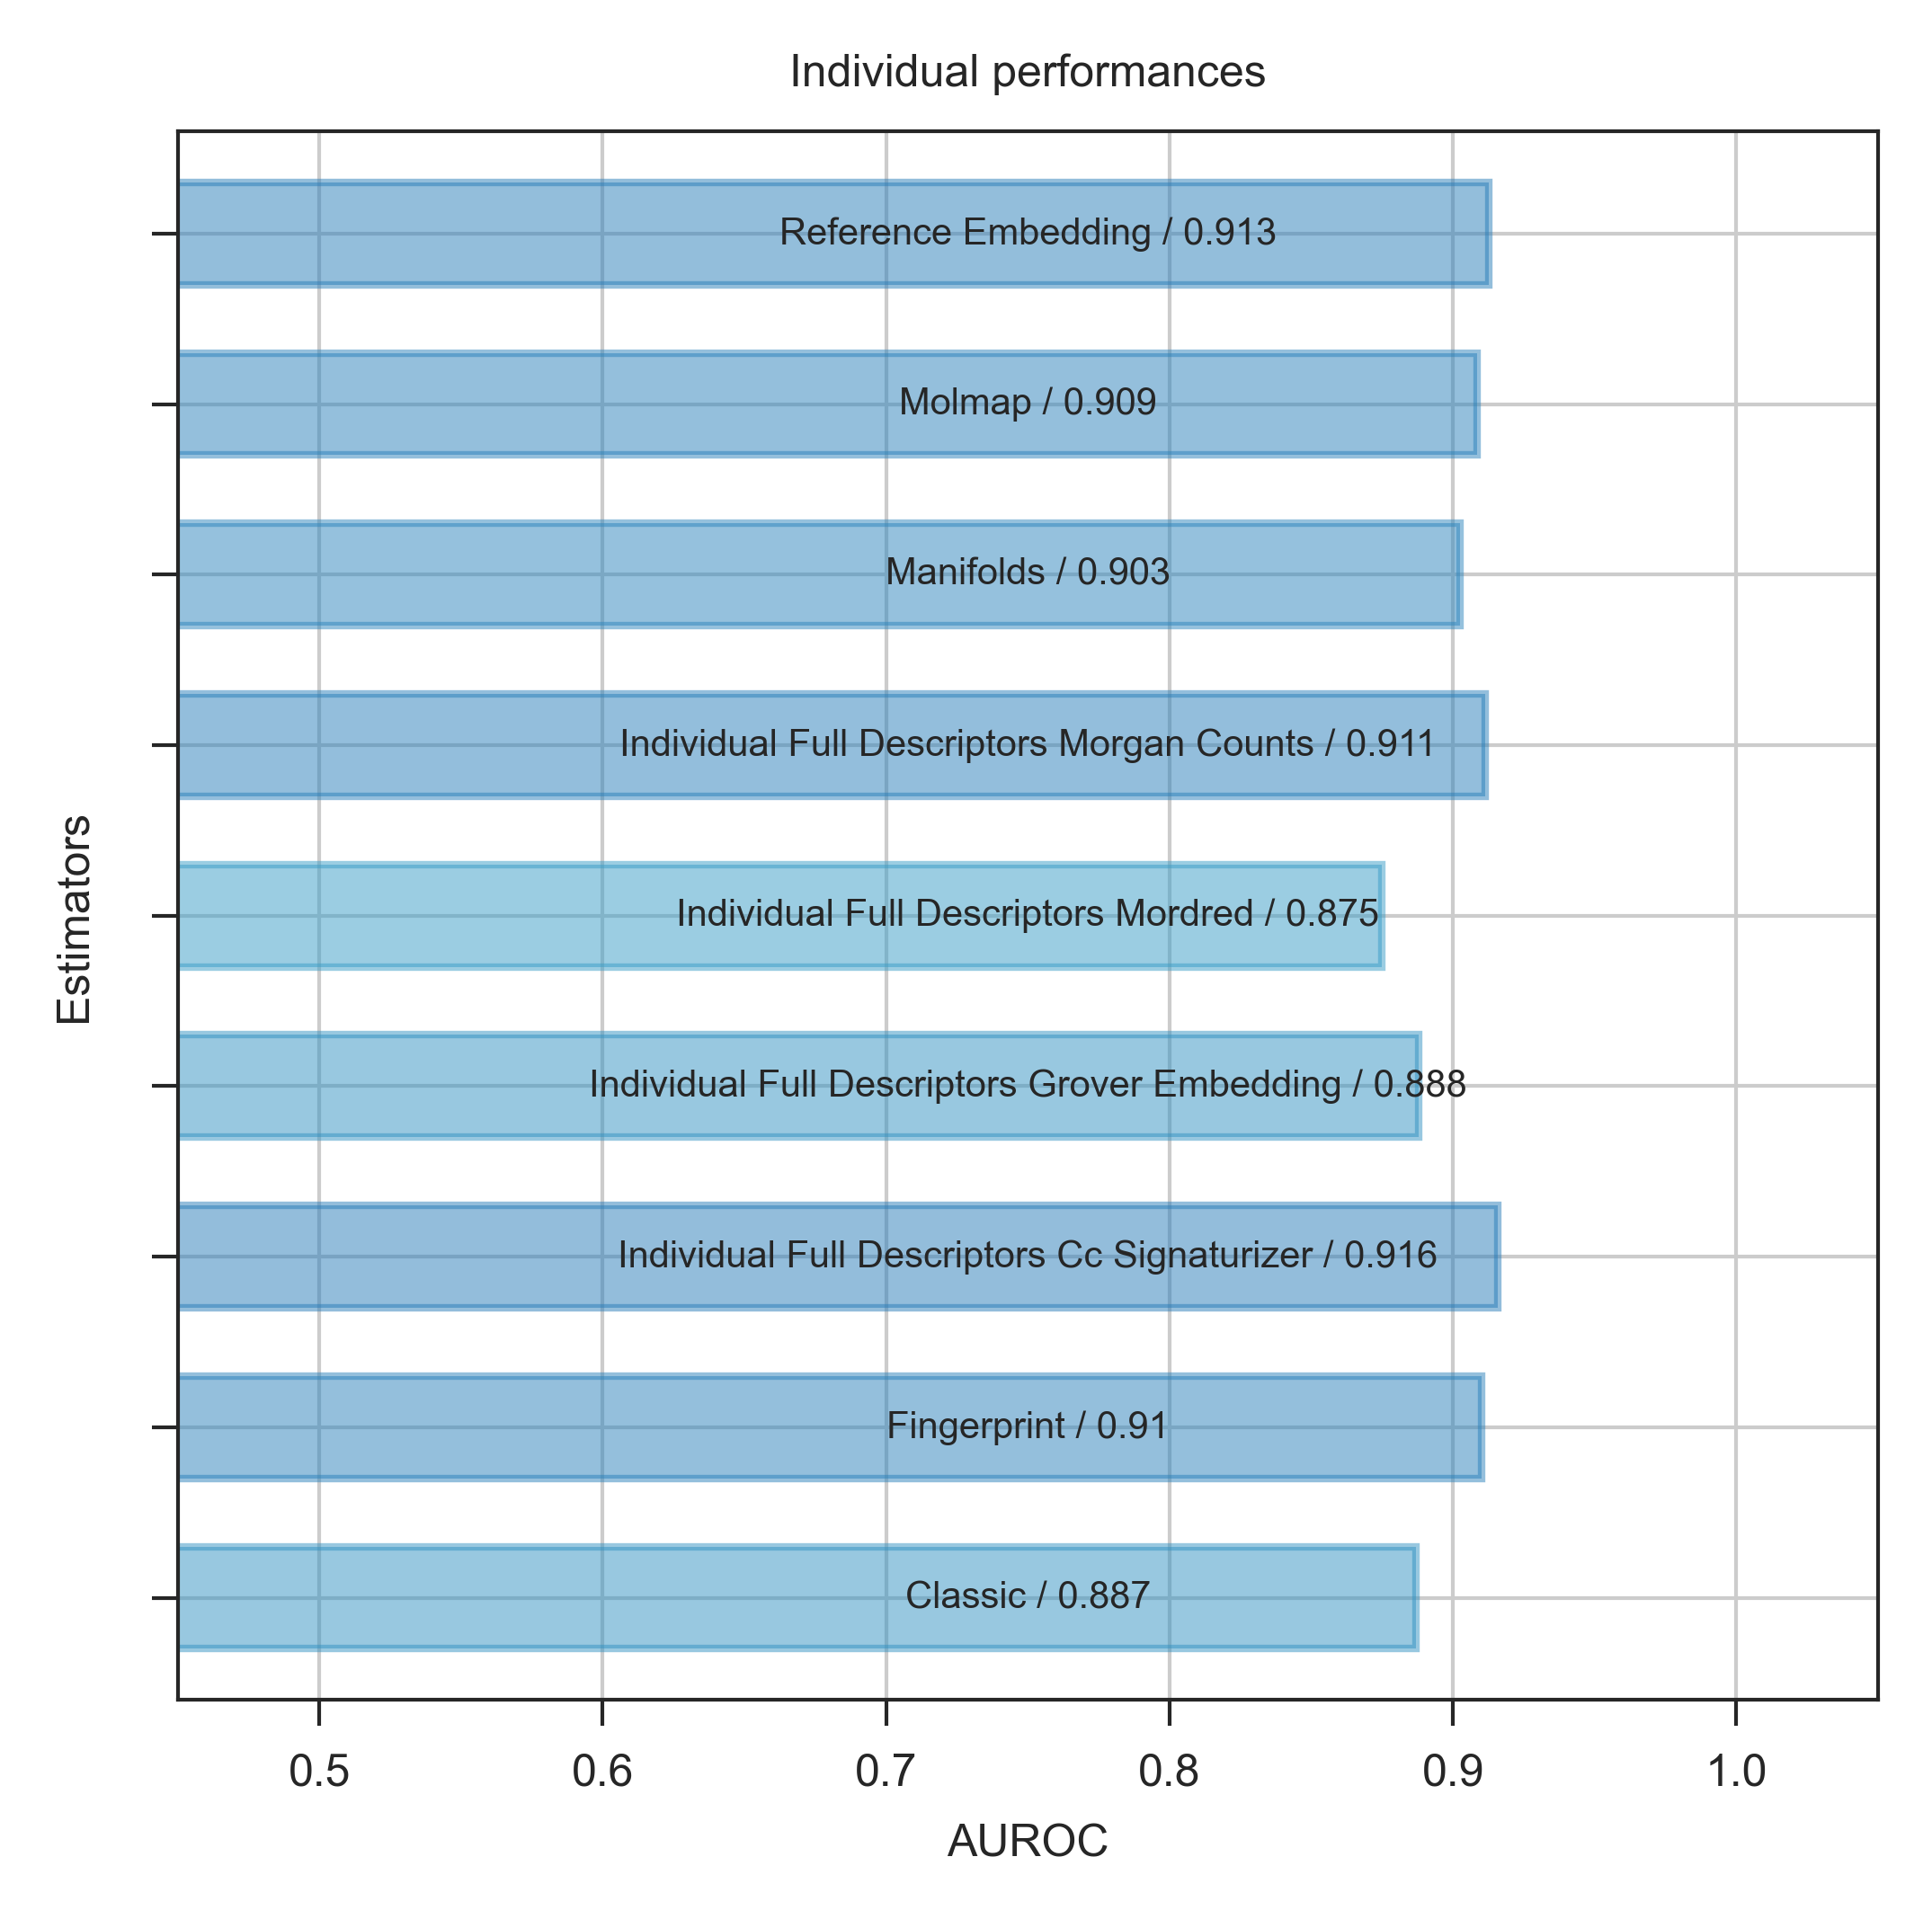 Individual performances
Reference Embedding / 0.913
Molmap / 0.909
Manifolds / 0.903
Individual Full Descriptors Morgan Counts / 0.911
Individual Full Descriptors Mordred / 0.875
Individual Full Descriptors Grover Embedding / 0.888
Individual Full Descriptors Cc Signaturizer / 0.916
Fingerprint / 0.91
Classic / 0.887
Estimators
0.5 0.6 0.7 0.8 0.9 1.0
AUROC